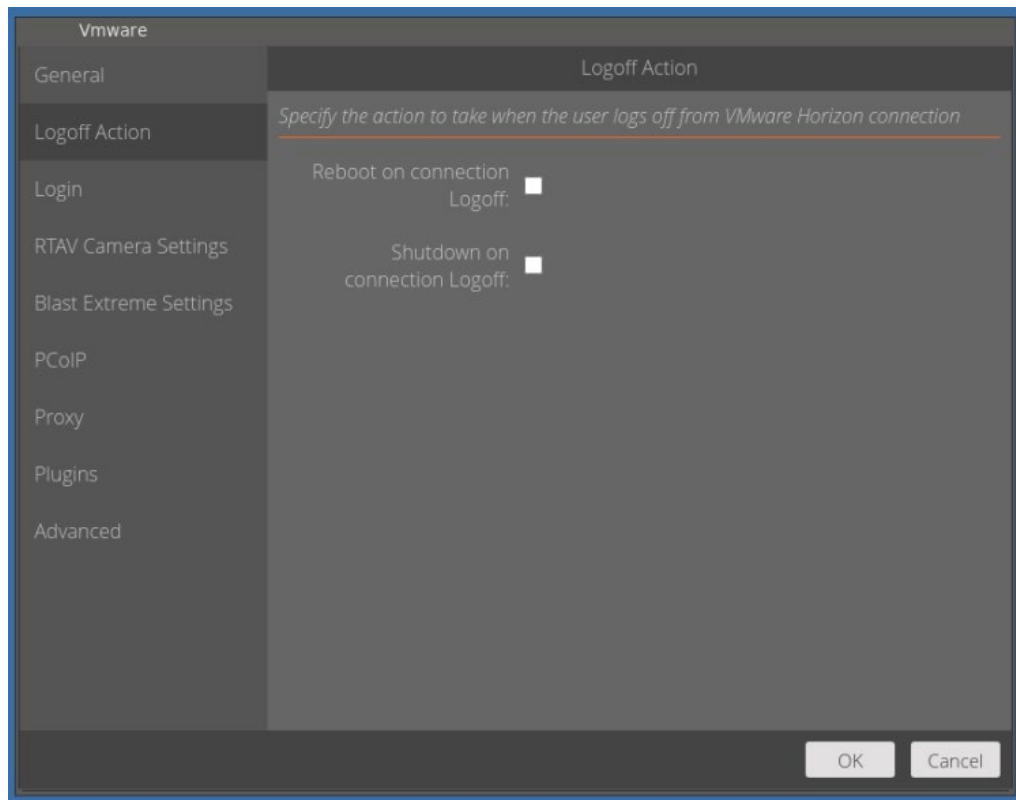 Vmware
General
Logoff Action
Login
RTAV Camera Settings
Blast Extreme Settings
PCoIP
Proxy
Plugins
Advanced
Logoff Action
Specify the action to take when the user logs off from VMware Horizon connection
Reboot on connection
Logoff:
Shutdown on
connection Logoff:
OK
Cancel